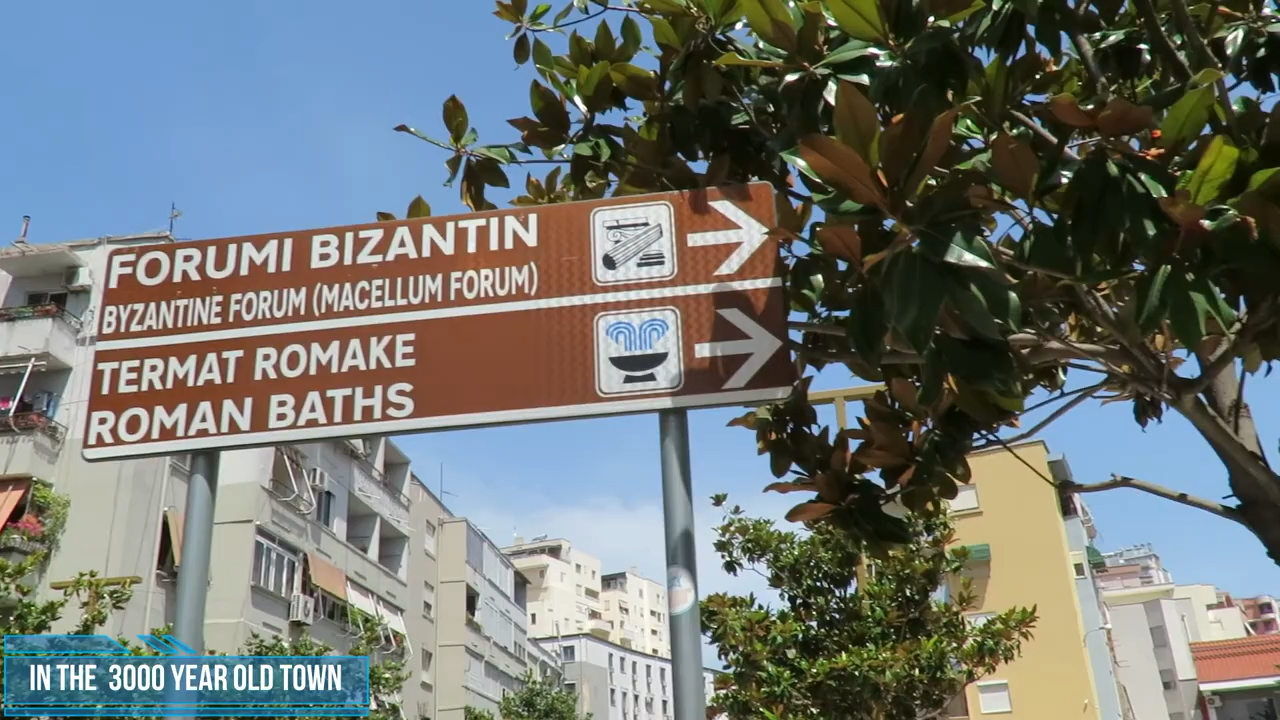 FORUMI BIZANTIN
BYZANTINE FORUM (MACELLUM FORUM)
TERMAT ROMAKE
ROMAN BATHS
IN THE 3000 YEAR OLD TOWN